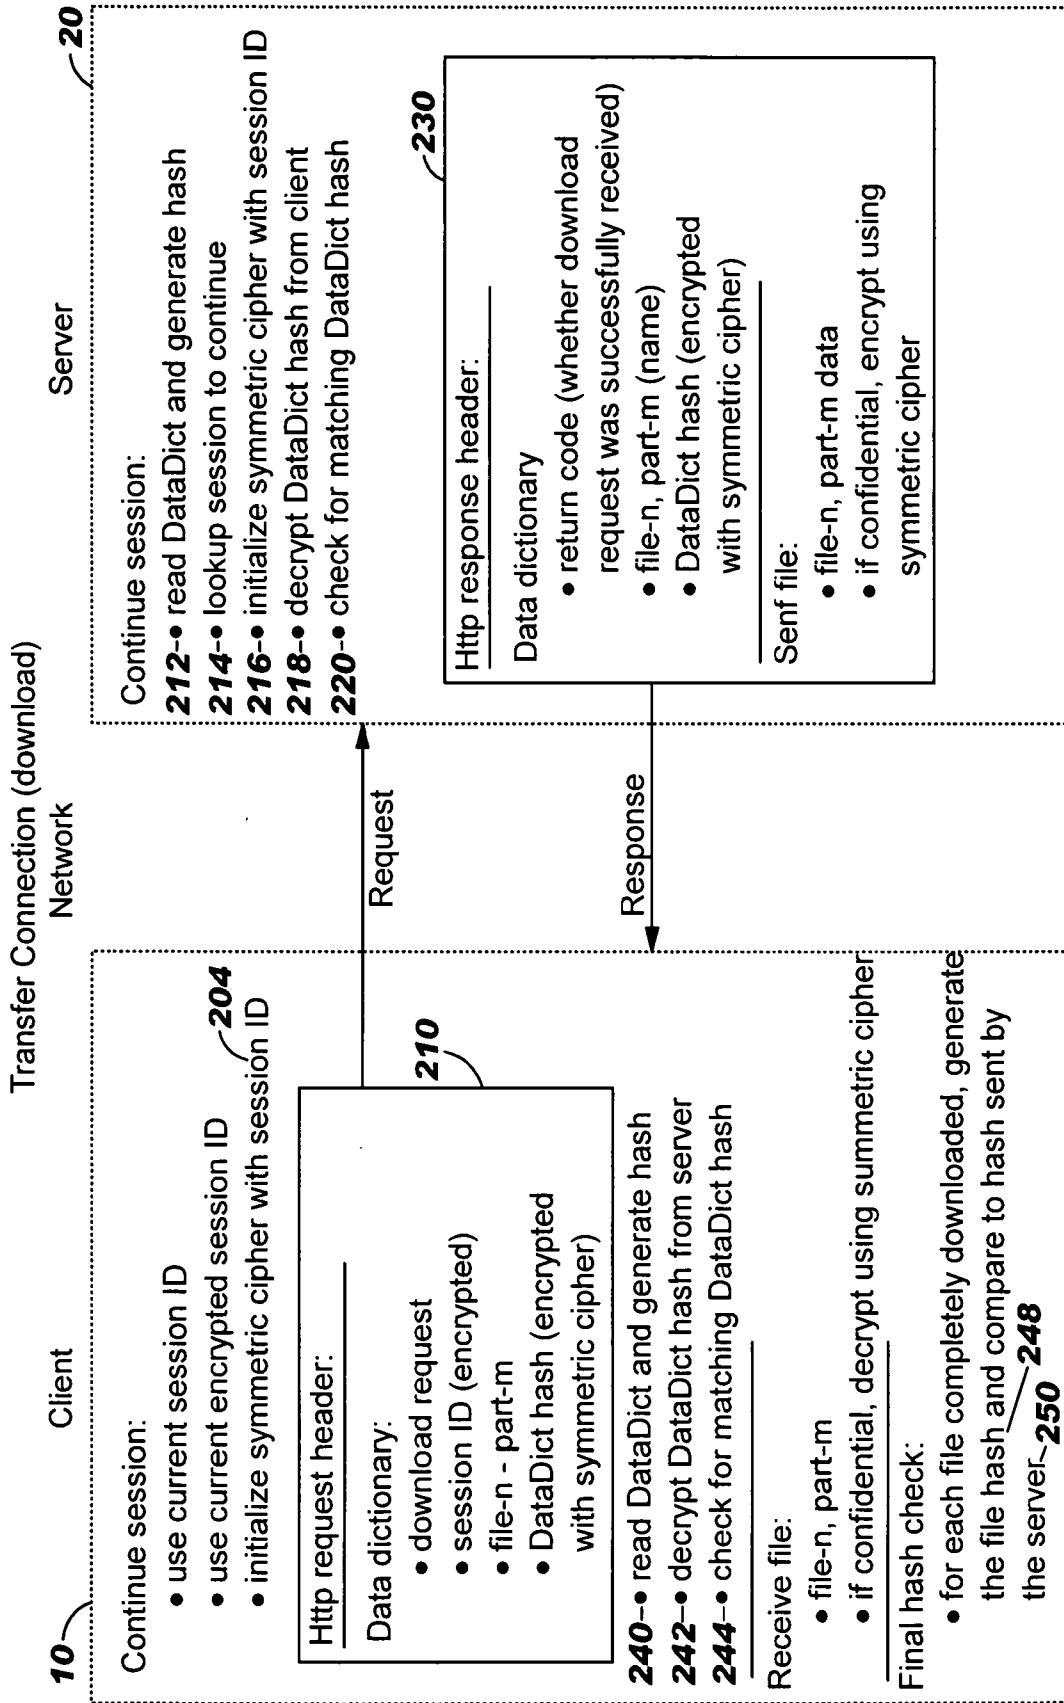 Transfer Connection (download)
Client
Network
Server
10
Continue session:
• use current session ID
• use current encrypted session ID
204
• initialize symmetric cipher with session ID
210
Http request header:
Data dictionary:
• download request
• session ID (encrypted)
• file-n - part-m
• DataDict hash (encrypted
with symmetric cipher)
240-• read DataDict and generate hash
242-• decrypt DataDict hash from server
244-• check for matching DataDict hash
Receive file:
• file-n, part-m
• if confidential, decrypt using summetric cipher
Final hash check:
• for each file completely downloaded, generate
the file hash and compare to hash sent by
248
the server
250
Request
Response
20
Continue session:
212-• read DataDict and generate hash
214-• lookup session to continue
216-• initialize symmetric cipher with session ID
218-• decrypt DataDict hash from client
220-• check for matching DataDict hash
230
Http response header:
Data dictionary
• return code (whether download
request was successfully received)
• file-n, part-m (name)
• DataDict hash (encrypted
with symmetric cipher)
Senf file:
• file-n, part-m data
• if confidential, encrypt using
symmetric cipher